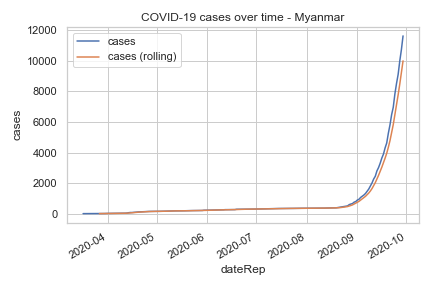 COVID-19 cases over time - Myanmar
cases
cases (rolling)
12000
10000
8000
6000
4000
2000
0
cases
2020-04
2020-05
2020-06
2020-07
2020-08
2020-09
2020-10
dateRep